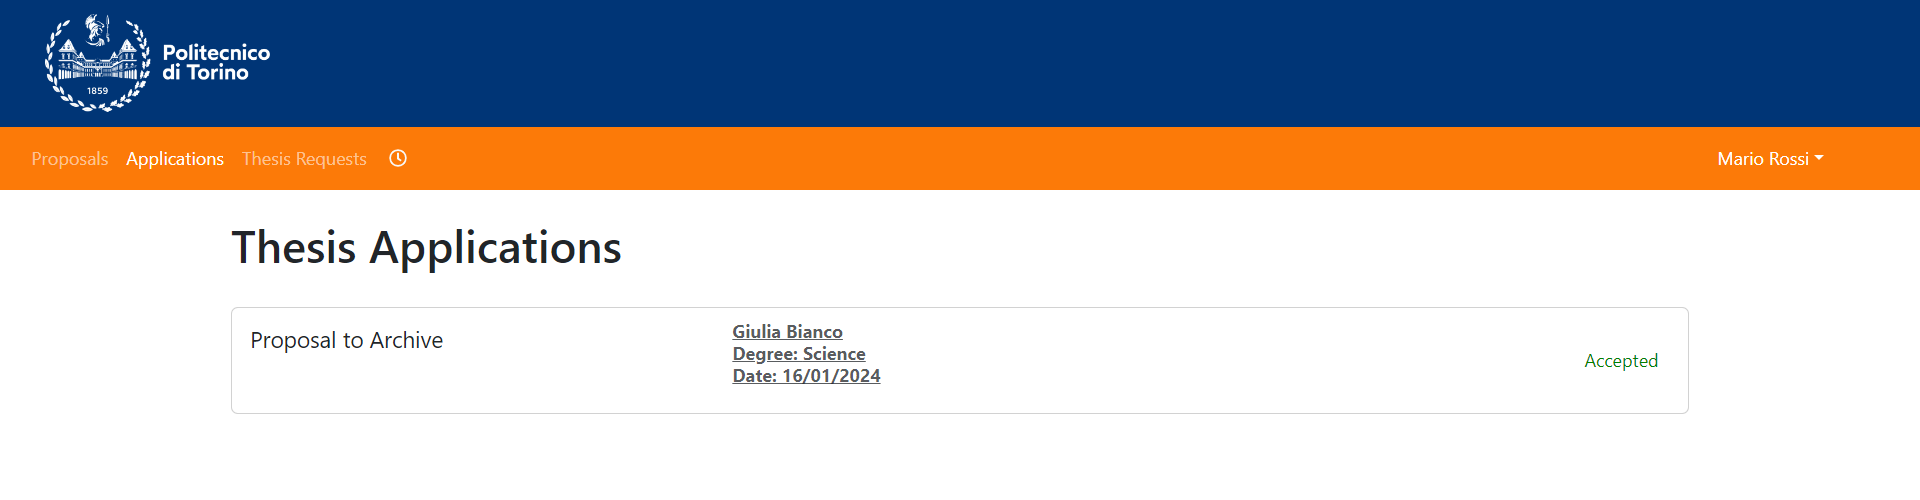 Politecnico
di Torino
1859
Proposals Applications Thesis Requests Mario Rossi
Thesis Applications
Proposal to Archive
Giulia Bianco
Degree: Science
Date: 16/01/2024
Accepted